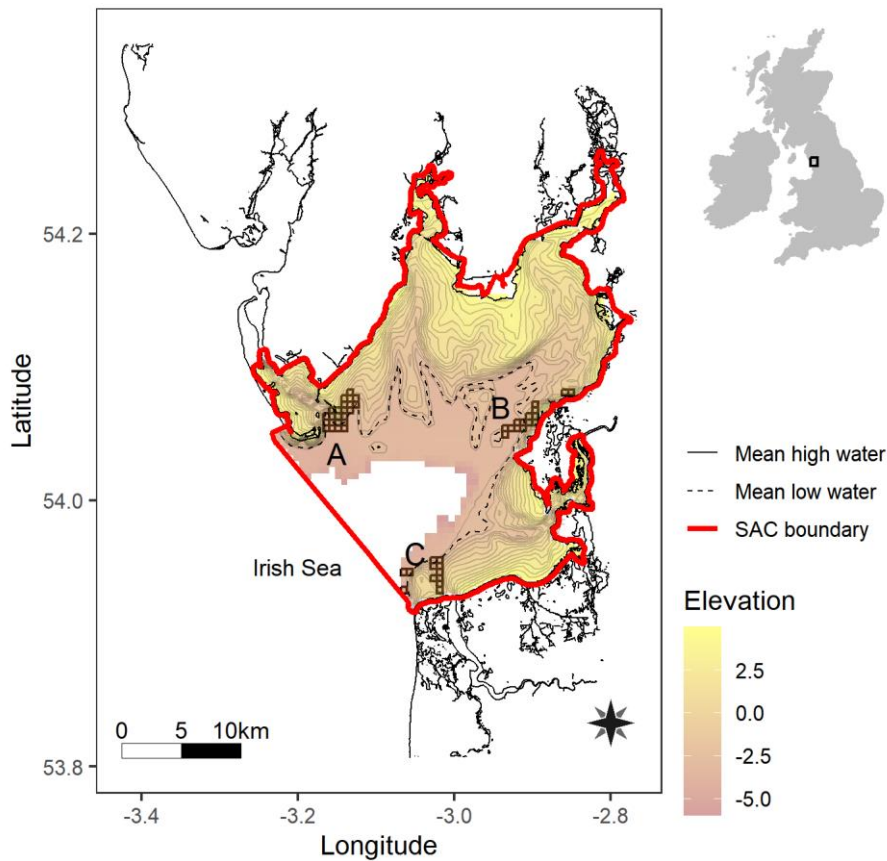 54.2
54.0
53.8
Latitude
A
B
C
Irish Sea
0 5 10km
-3.4 -3.2 -3.0 -2.8
Longitude
Mean high water
Mean low water
SAC boundary
Elevation
2.5
0.0
-2.5
-5.0